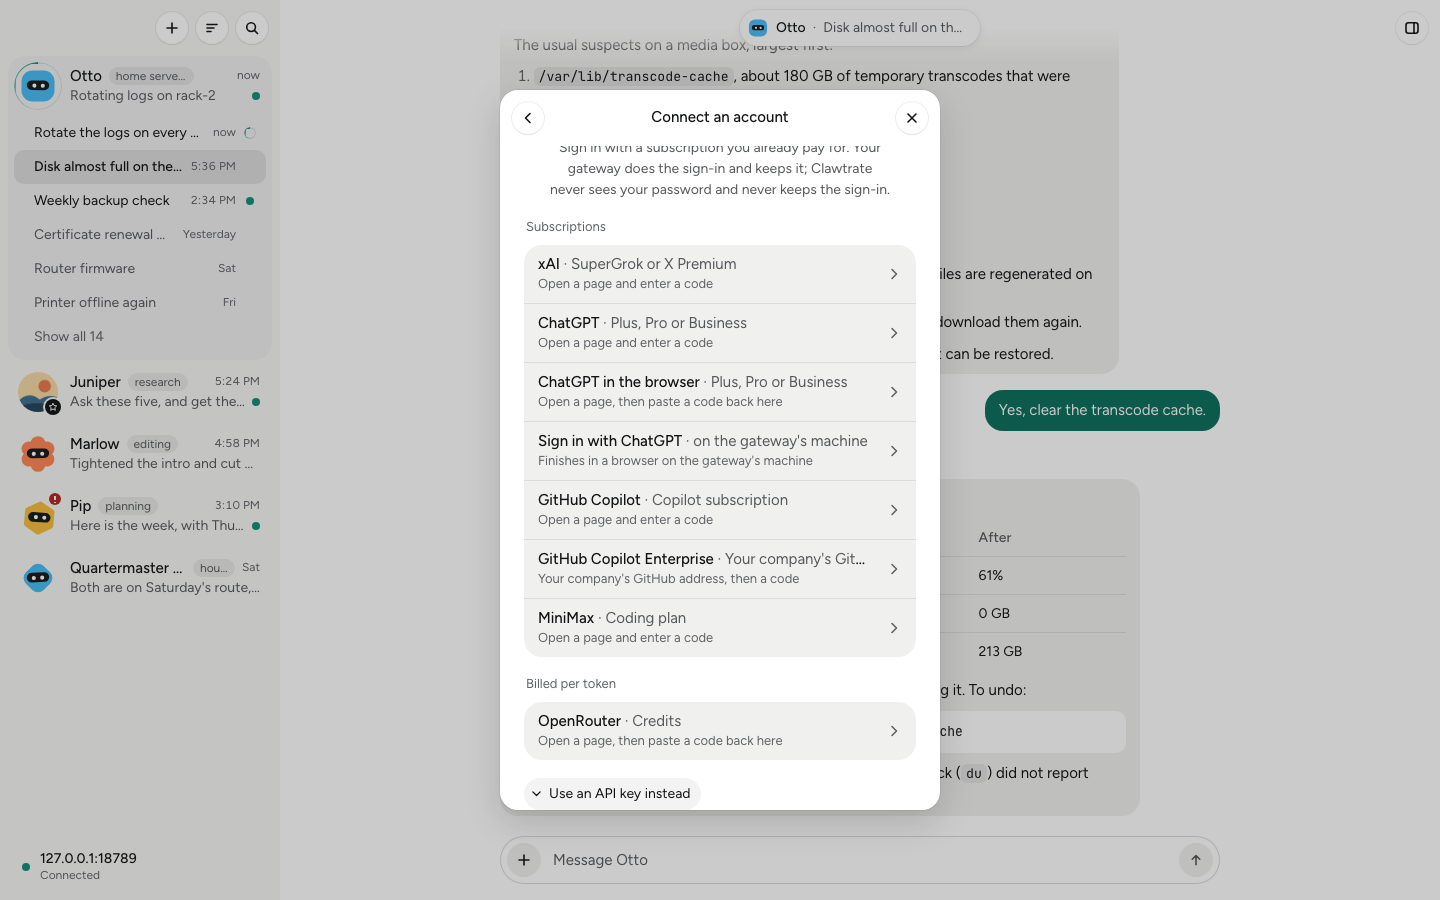 Otto
home serve...
now
Rotating logs on rack-2
Rotate the logs on every ...
now
Disk almost full on the...
5:36 PM
Weekly backup check
2:34 PM
Certificate renewal ...
Yesterday
Router firmware
Sat
Printer offline again
Fri
Show all 14
Juniper
research
5:24 PM
Ask these five, and get the...
Marlow
editing
4:58 PM
Tightened the intro and cut ...
Pip
planning
3:10 PM
Here is the week, with Thu...
Quartermaster ...
hou...
Sat
Both are on Saturday's route,...
127.0.0.1:18789
Connected
Otto · Disk almost full on th...
The usual suspects on a media box, largest first:
1. /var/lib/transcode-cache, about 180 GB of temporary transcodes that were
iles are regenerated on
download them again.
can be restored.
Yes, clear the transcode cache.
After
61%
0 GB
213 GB
g it. To undo:
che
ck (du) did not report
Message Otto
Connect an account
Sign in with a subscription you already pay for. Your
gateway does the sign-in and keeps it; Clawtrate
never sees your password and never keeps the sign-in.
Subscriptions
xAI · SuperGrok or X Premium
Open a page and enter a code
ChatGPT · Plus, Pro or Business
Open a page and enter a code
ChatGPT in the browser · Plus, Pro or Business
Open a page, then paste a code back here
Sign in with ChatGPT · on the gateway's machine
Finishes in a browser on the gateway's machine
GitHub Copilot · Copilot subscription
Open a page and enter a code
GitHub Copilot Enterprise · Your company's Git...
Your company's GitHub address, then a code
MiniMax · Coding plan
Open a page and enter a code
Billed per token
OpenRouter · Credits
Open a page, then paste a code back here
Use an API key instead